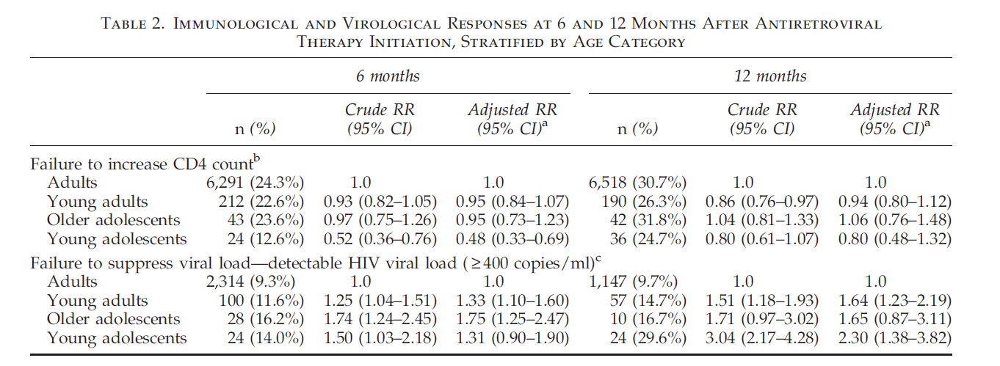 TABLE 2. IMMUNOLOGICAL AND VIROLOGICAL RESPONSES AT 6 AND 12 MONTHS AFTER ANTIRETROVIRAL
THERAPY INITIATION, STRATIFIED BY AGE CATEGORY
6 months 12 months
Crude RR Adjusted RR Crude RR Adjusted RR
n (%) (95% CI) (95% CI)a n (%) (95% CI) (95% CI)a
Failure to increase CD4 countb
Adults 6,291 (24.3%) 1.0 1.0 6,518 (30.7%) 1.0 1.0
Young adults 212 (22.6%) 0.93 (0.82–1.05) 0.95 (0.84–1.07) 190 (26.3%) 0.86 (0.76–0.97) 0.94 (0.80–1.12)
Older adolescents 43 (23.6%) 0.97 (0.75–1.26) 0.95 (0.73–1.23) 42 (31.8%) 1.04 (0.81–1.33) 1.06 (0.76–1.48)
Young adolescents 24 (12.6%) 0.52 (0.36–0.76) 0.48 (0.33–0.69) 36 (24.7%) 0.80 (0.61–1.07) 0.80 (0.48–1.32)
Failure to suppress viral load—detectable HIV viral load (≥400 copies/ml)c
Adults 2,314 (9.3%) 1.0 1.0 1,147 (9.7%) 1.0 1.0
Young adults 100 (11.6%) 1.25 (1.04–1.51) 1.33 (1.10–1.60) 57 (14.7%) 1.51 (1.18–1.93) 1.64 (1.23–2.19)
Older adolescents 28 (16.2%) 1.74 (1.24–2.45) 1.75 (1.25–2.47) 10 (16.7%) 1.71 (0.97–3.02) 1.65 (0.87–3.11)
Young adolescents 24 (14.0%) 1.50 (1.03–2.18) 1.31 (0.90–1.90) 24 (29.6%) 3.04 (2.17–4.28) 2.30 (1.38–3.82)